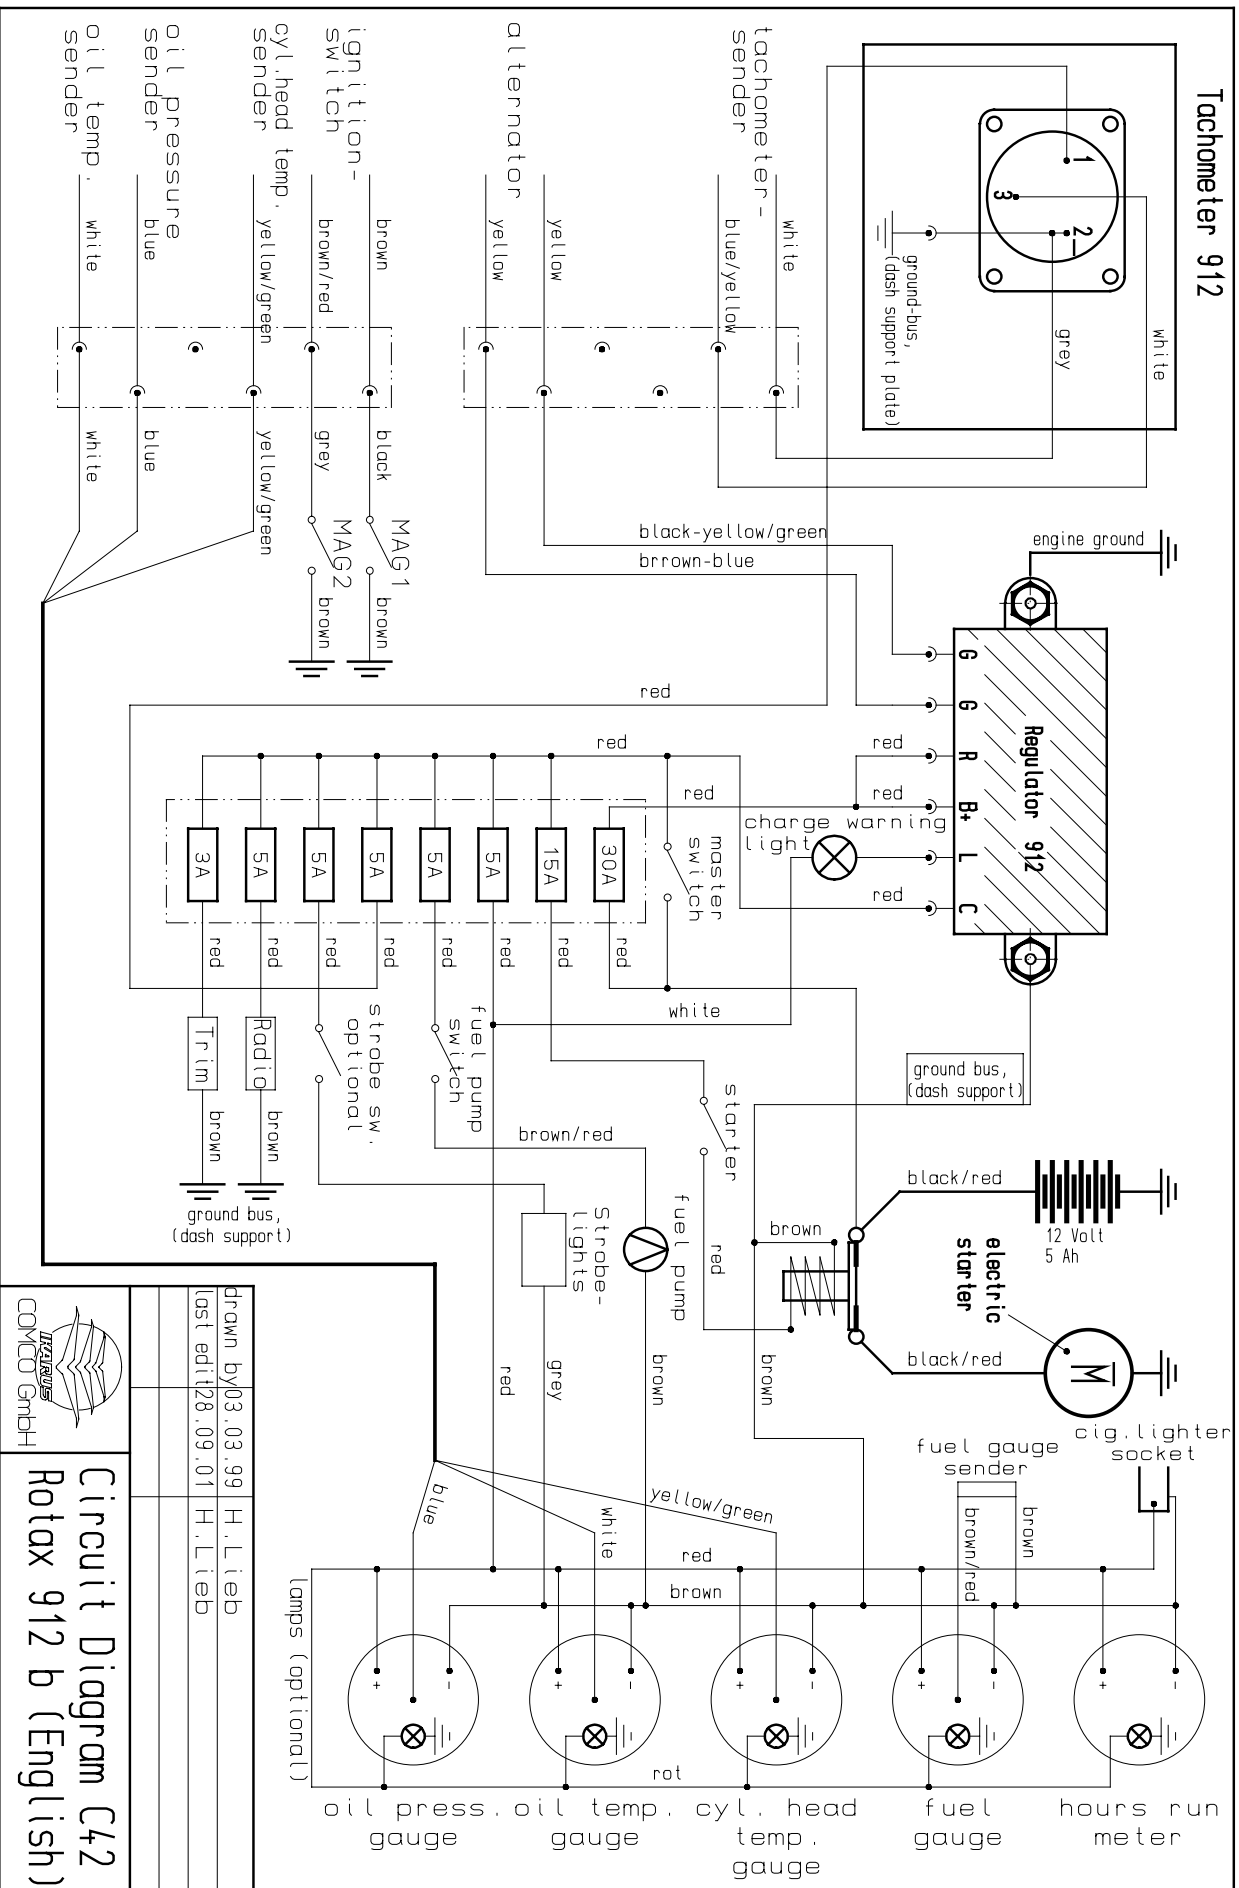 Tachometer 912
1
2
3
ground-bus,
(dash support plate)
white
grey
tachometer-
sender
white
blue/yellow
alternator
yellow
yellow
ignition-
switch
brown
brown/red
cyl.head temp.
sender
yellow/green
oil pressure
sender
blue
oil temp.
sender
white
black
grey
yellow/green
blue
white
MAG1
MAG2
brown
brown
black-yellow/green
brrown-blue
engine ground
Regulator 912
G
G
R
B+
L
C
red
red
red
red
red
red
charge warning
light
master
switch
30A
15A
5A
5A
5A
5A
5A
3A
red
red
red
red
red
red
red
red
white
fuel pump
switch
strobe sw.
optional
Radio
Trim
brown
brown
ground bus,
(dash support)
ground bus,
(dash support)
starter
red
brown/red
fuel pump
Strobe-
lights
brown
black/red
12 Volt
5 Ah
electric
starter
M
black/red
brown
brown
grey
red
cig.lighter
socket
fuel gauge
sender
brown
brown/red
yellow/green
white
blue
red
brown
lamps (optional)
rot
+
-
+
-
+
-
+
-
+
-
oil press.
gauge
oil temp.
gauge
cyl. head
temp.
gauge
fuel
gauge
hours run
meter
drawn by 03.03.99 H.Lieb
last edit 28.09.01 H.Lieb
IKARUS
COMCO GmbH
Circuit Diagram C42
Rotax 912 b (English)